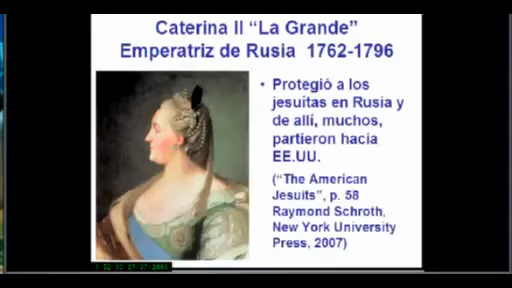 Caterina II “La Grande”
Emperatriz de Rusia 1762-1796
• Protegió a los
jesuítas en Rusia y
de allí, muchos,
partieron hacia
EE.UU.
(“The American
Jesuits”, p. 58
Raymond Schroth,
New York University
Press, 2007)